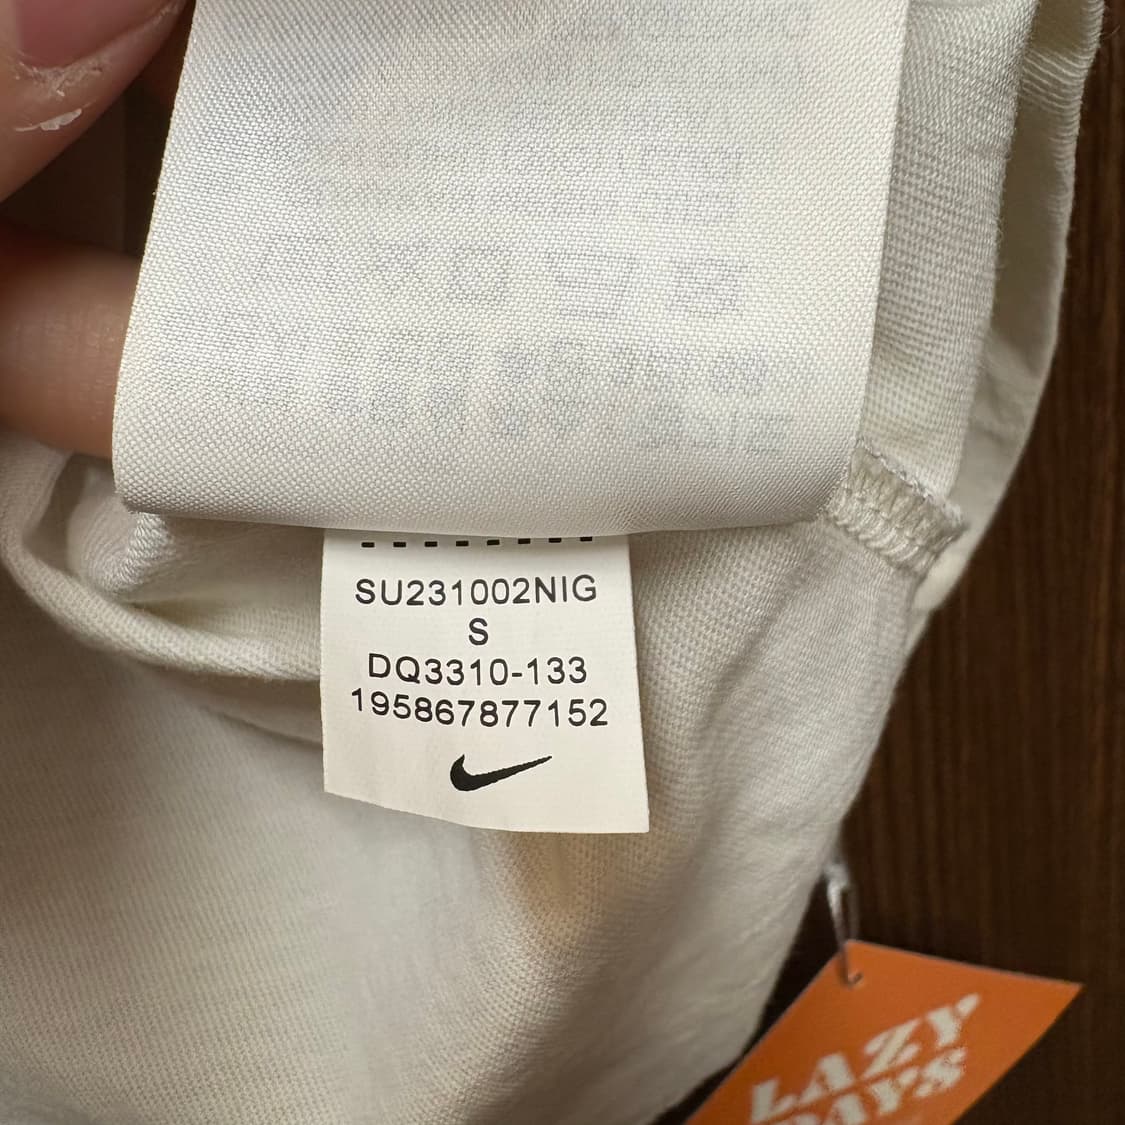 SU231002NIG
S
DQ3310-133
195867877152
LAZY
DAYS